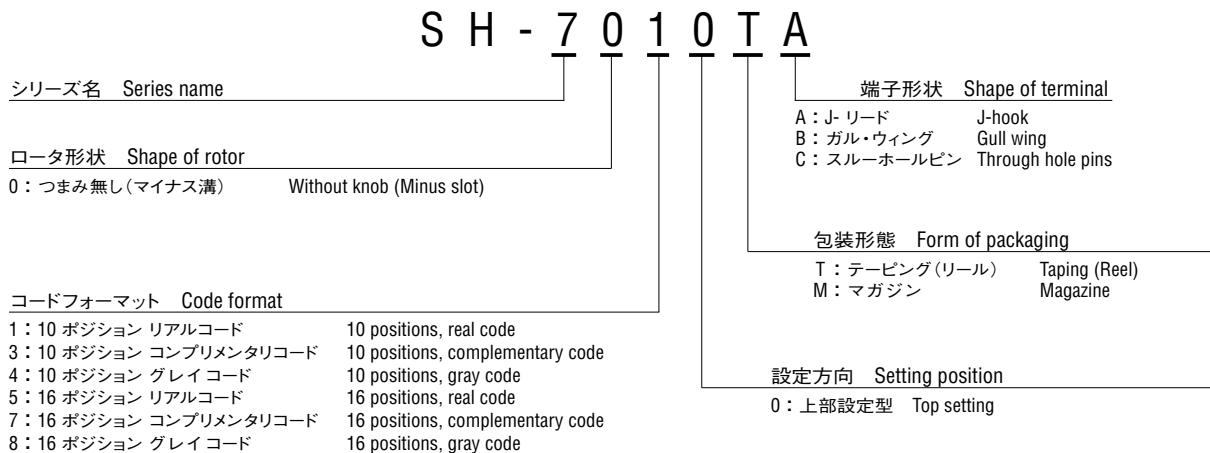 SH-7010TA
シリーズ名 Series name
ロータ形状 Shape of rotor
0：つまみ無し（マイナス溝） Without knob (Minus slot)
コードフォーマット Code format
1：10 ポジション リアルコード 10 positions, real code
3：10 ポジション コンプリメンタリコード 10 positions, complementary code
4：10 ポジション グレイコード 10 positions, gray code
5：16 ポジション リアルコード 16 positions, real code
7：16 ポジション コンプリメンタリコード 16 positions, complementary code
8：16 ポジション グレイコード 16 positions, gray code
端子形状 Shape of terminal
A：J- リード J-hook
B：ガル・ウィング Gull wing
C：スルーホールピン Through hole pins
包装形態 Form of packaging
T：テーピング（リール） Taping (Reel)
M：マガジン Magazine
設定方向 Setting position
0：上部設定型 Top setting